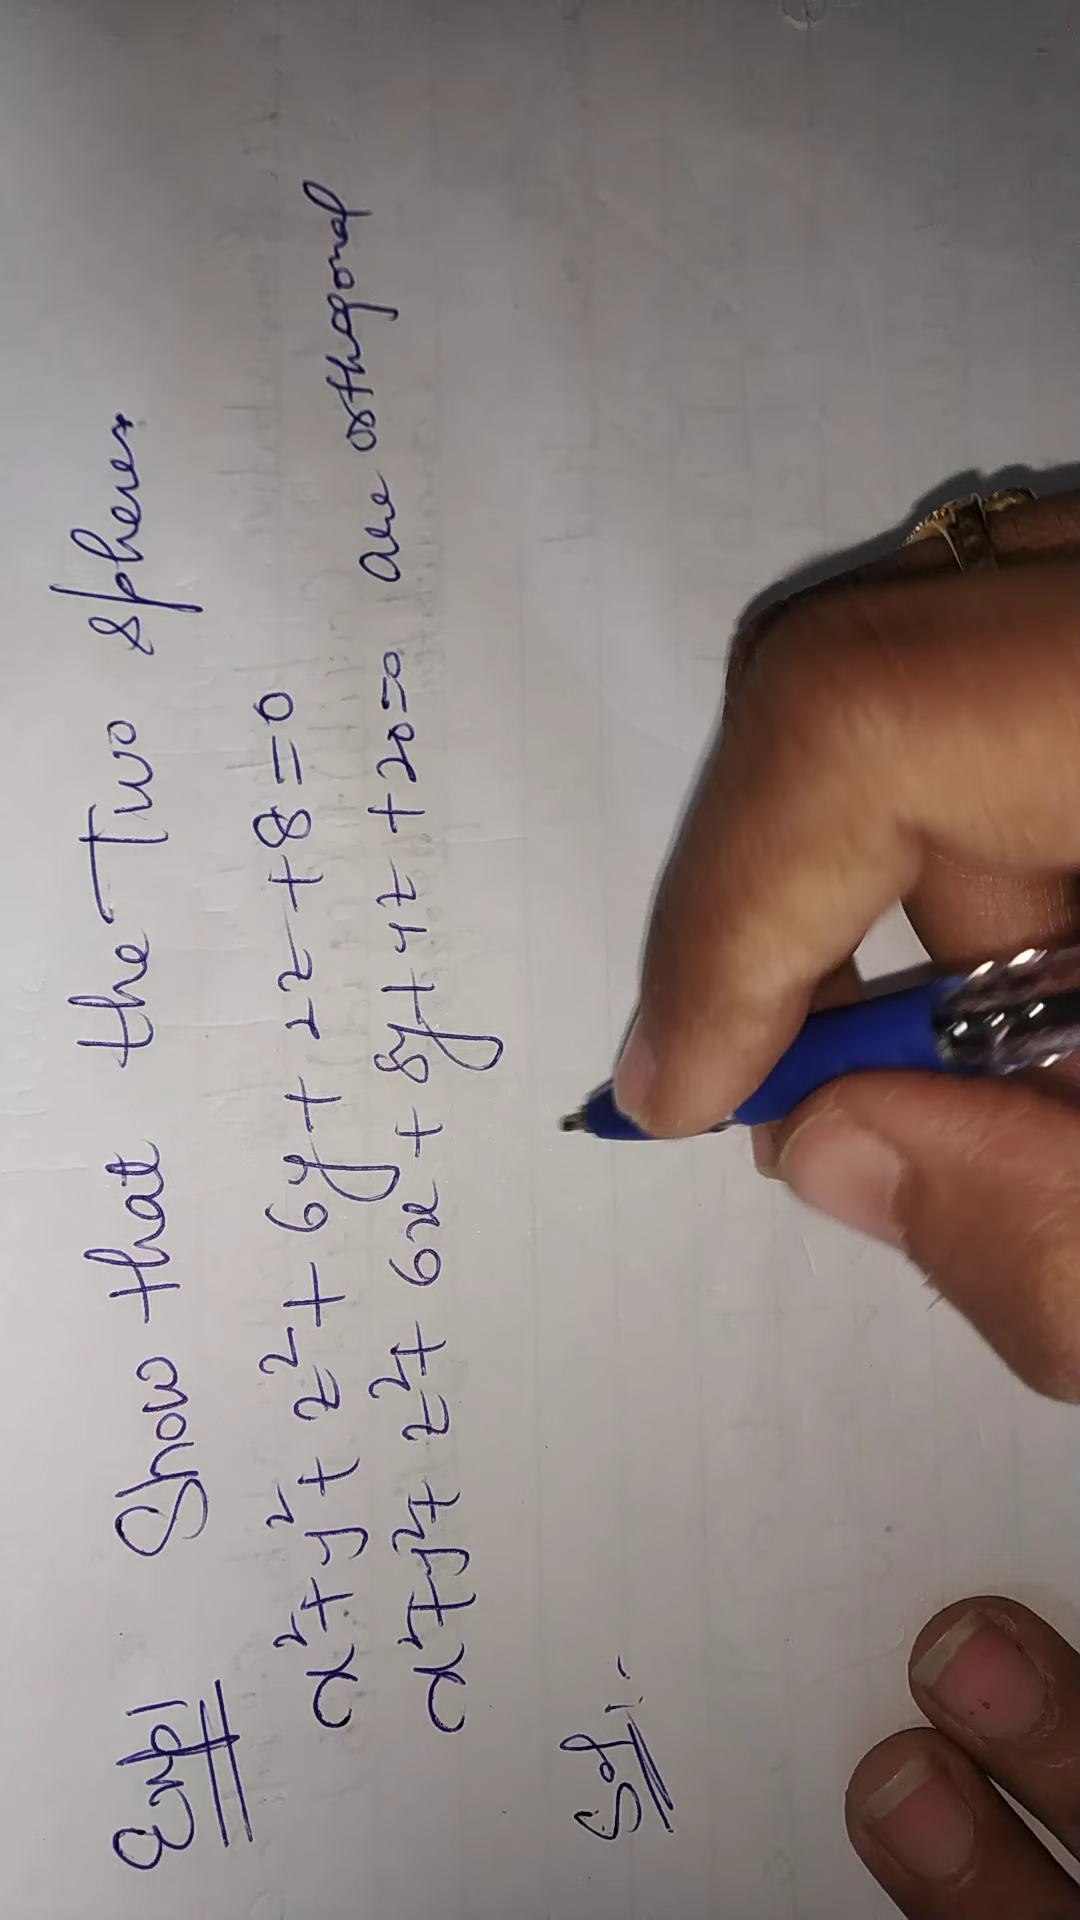 Expl Show that the Two spheres
x²+y²+z²+6y+2z+8=0
x²+y²+z²+6x+8y+4z+20=0 are orthogonal
Sol:-